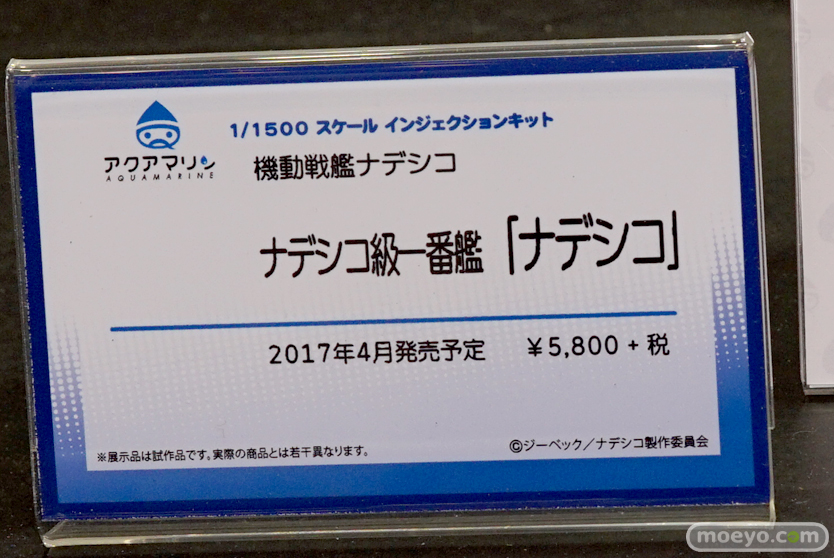 アクアマリン
AQUAMARINE
1/1500 スケール インジェクションキット
機動戦艦ナデシコ
ナデシコ級一番艦「ナデシコ」
2017年4月発売予定 ¥5,800 + 税
※展示品は試作品です。実際の商品とは若干異なります。
©ジーベック/ナデシコ製作委員会
moeyo.com